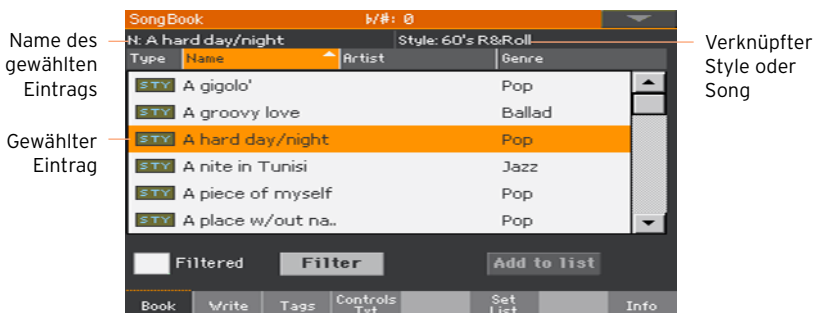 SongBook ♭/#: 0
Name des gewählten Eintrags
N: A hard day/night Style: 60's R&Roll
Verknüpfter Style oder Song
Type Name Artist Genre
STY A gigolo' Pop
STY A groovy love Ballad
Gewählter Eintrag
STY A hard day/night Pop
STY A nite in Tunisi Jazz
STY A piece of myself Pop
STY A place w/out na.. Pop
Filtered Filter Add to list
Book Write Tags Controls Txt Set List Info